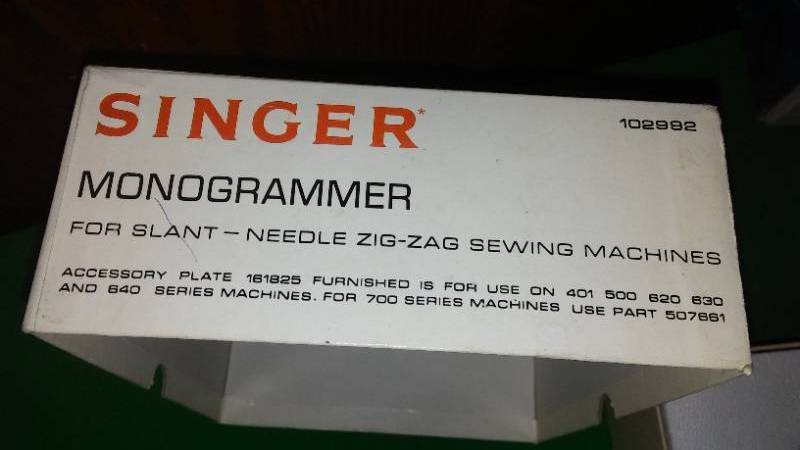 SINGER*
102992
MONOGRAMMER
FOR SLANT-NEEDLE ZIG-ZAG SEWING MACHINES
ACCESSORY PLATE 161825 FURNISHED IS FOR USE ON 401 500 620 630
AND 640 SERIES MACHINES. FOR 700 SERIES MACHINES USE PART 507661